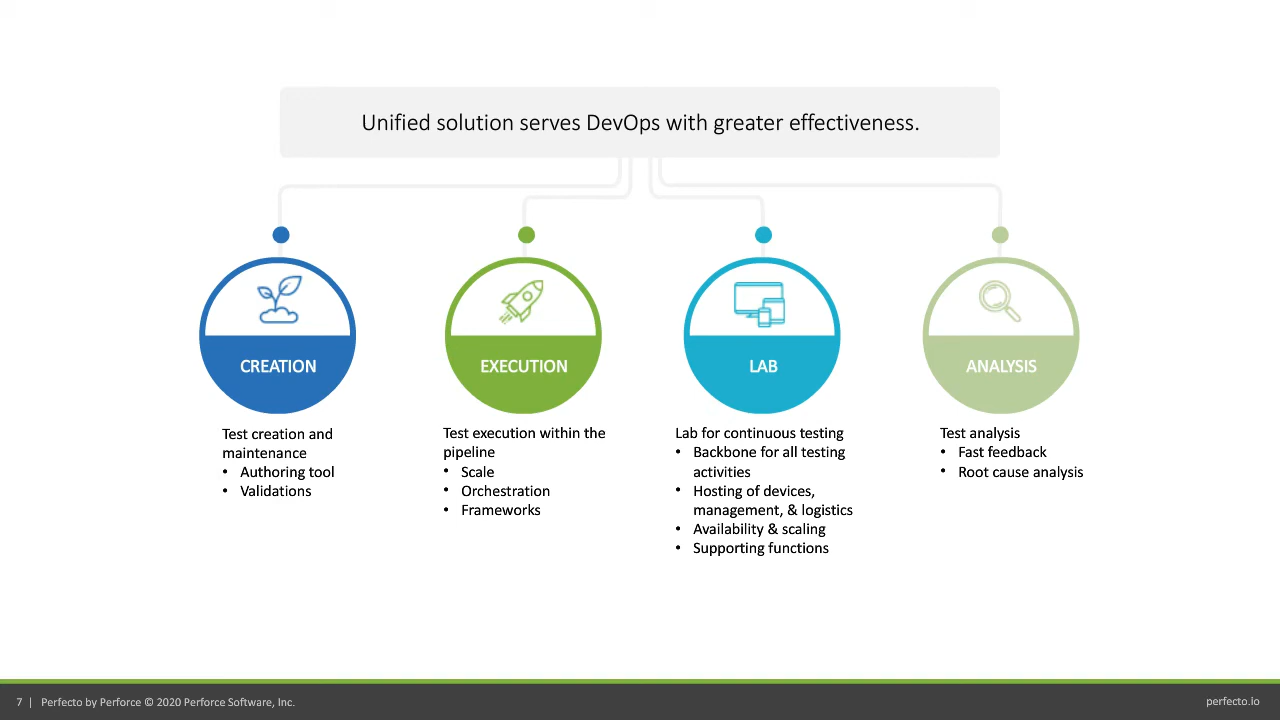 Unified solution serves DevOps with greater effectiveness.
CREATION
Test creation and
maintenance
• Authoring tool
• Validations
EXECUTION
Test execution within the
pipeline
• Scale
• Orchestration
• Frameworks
LAB
Lab for continuous testing
• Backbone for all testing
activities
• Hosting of devices,
management, & logistics
• Availability & scaling
• Supporting functions
ANALYSIS
Test analysis
• Fast feedback
• Root cause analysis
7 | Perfecto by Perforce © 2020 Perforce Software, Inc.
perfecto.io